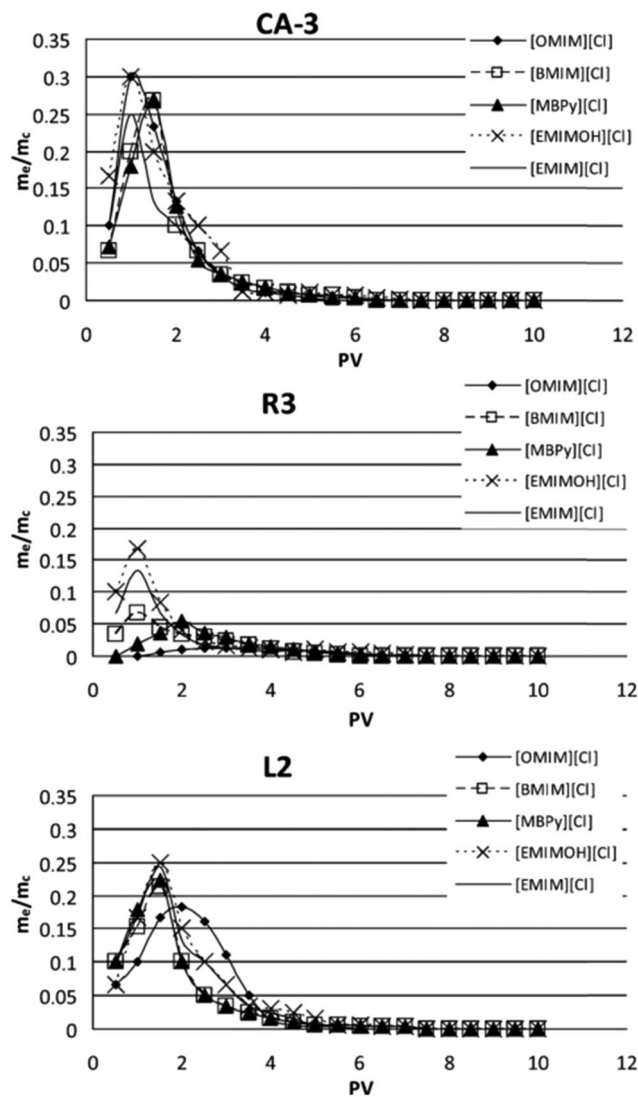 CA-3
0.35
0.3
0.25
0.2
0.15
0.1
0.05
0
me/mc
[OMIM][Cl]
[BMIM][Cl]
[MBPy][Cl]
[EMIMOH][Cl]
[EMIM][Cl]
0 2 4 6 8 10 12
PV
R3
0.35
0.3
0.25
0.2
0.15
0.1
0.05
0
me/mc
[OMIM][Cl]
[BMIM][Cl]
[MBPy][Cl]
[EMIMOH][Cl]
[EMIM][Cl]
0 2 4 6 8 10 12
PV
L2
0.35
0.3
0.25
0.2
0.15
0.1
0.05
0
me/mc
[OMIM][Cl]
[BMIM][Cl]
[MBPy][Cl]
[EMIMOH][Cl]
[EMIM][Cl]
0 2 4 6 8 10 12
PV